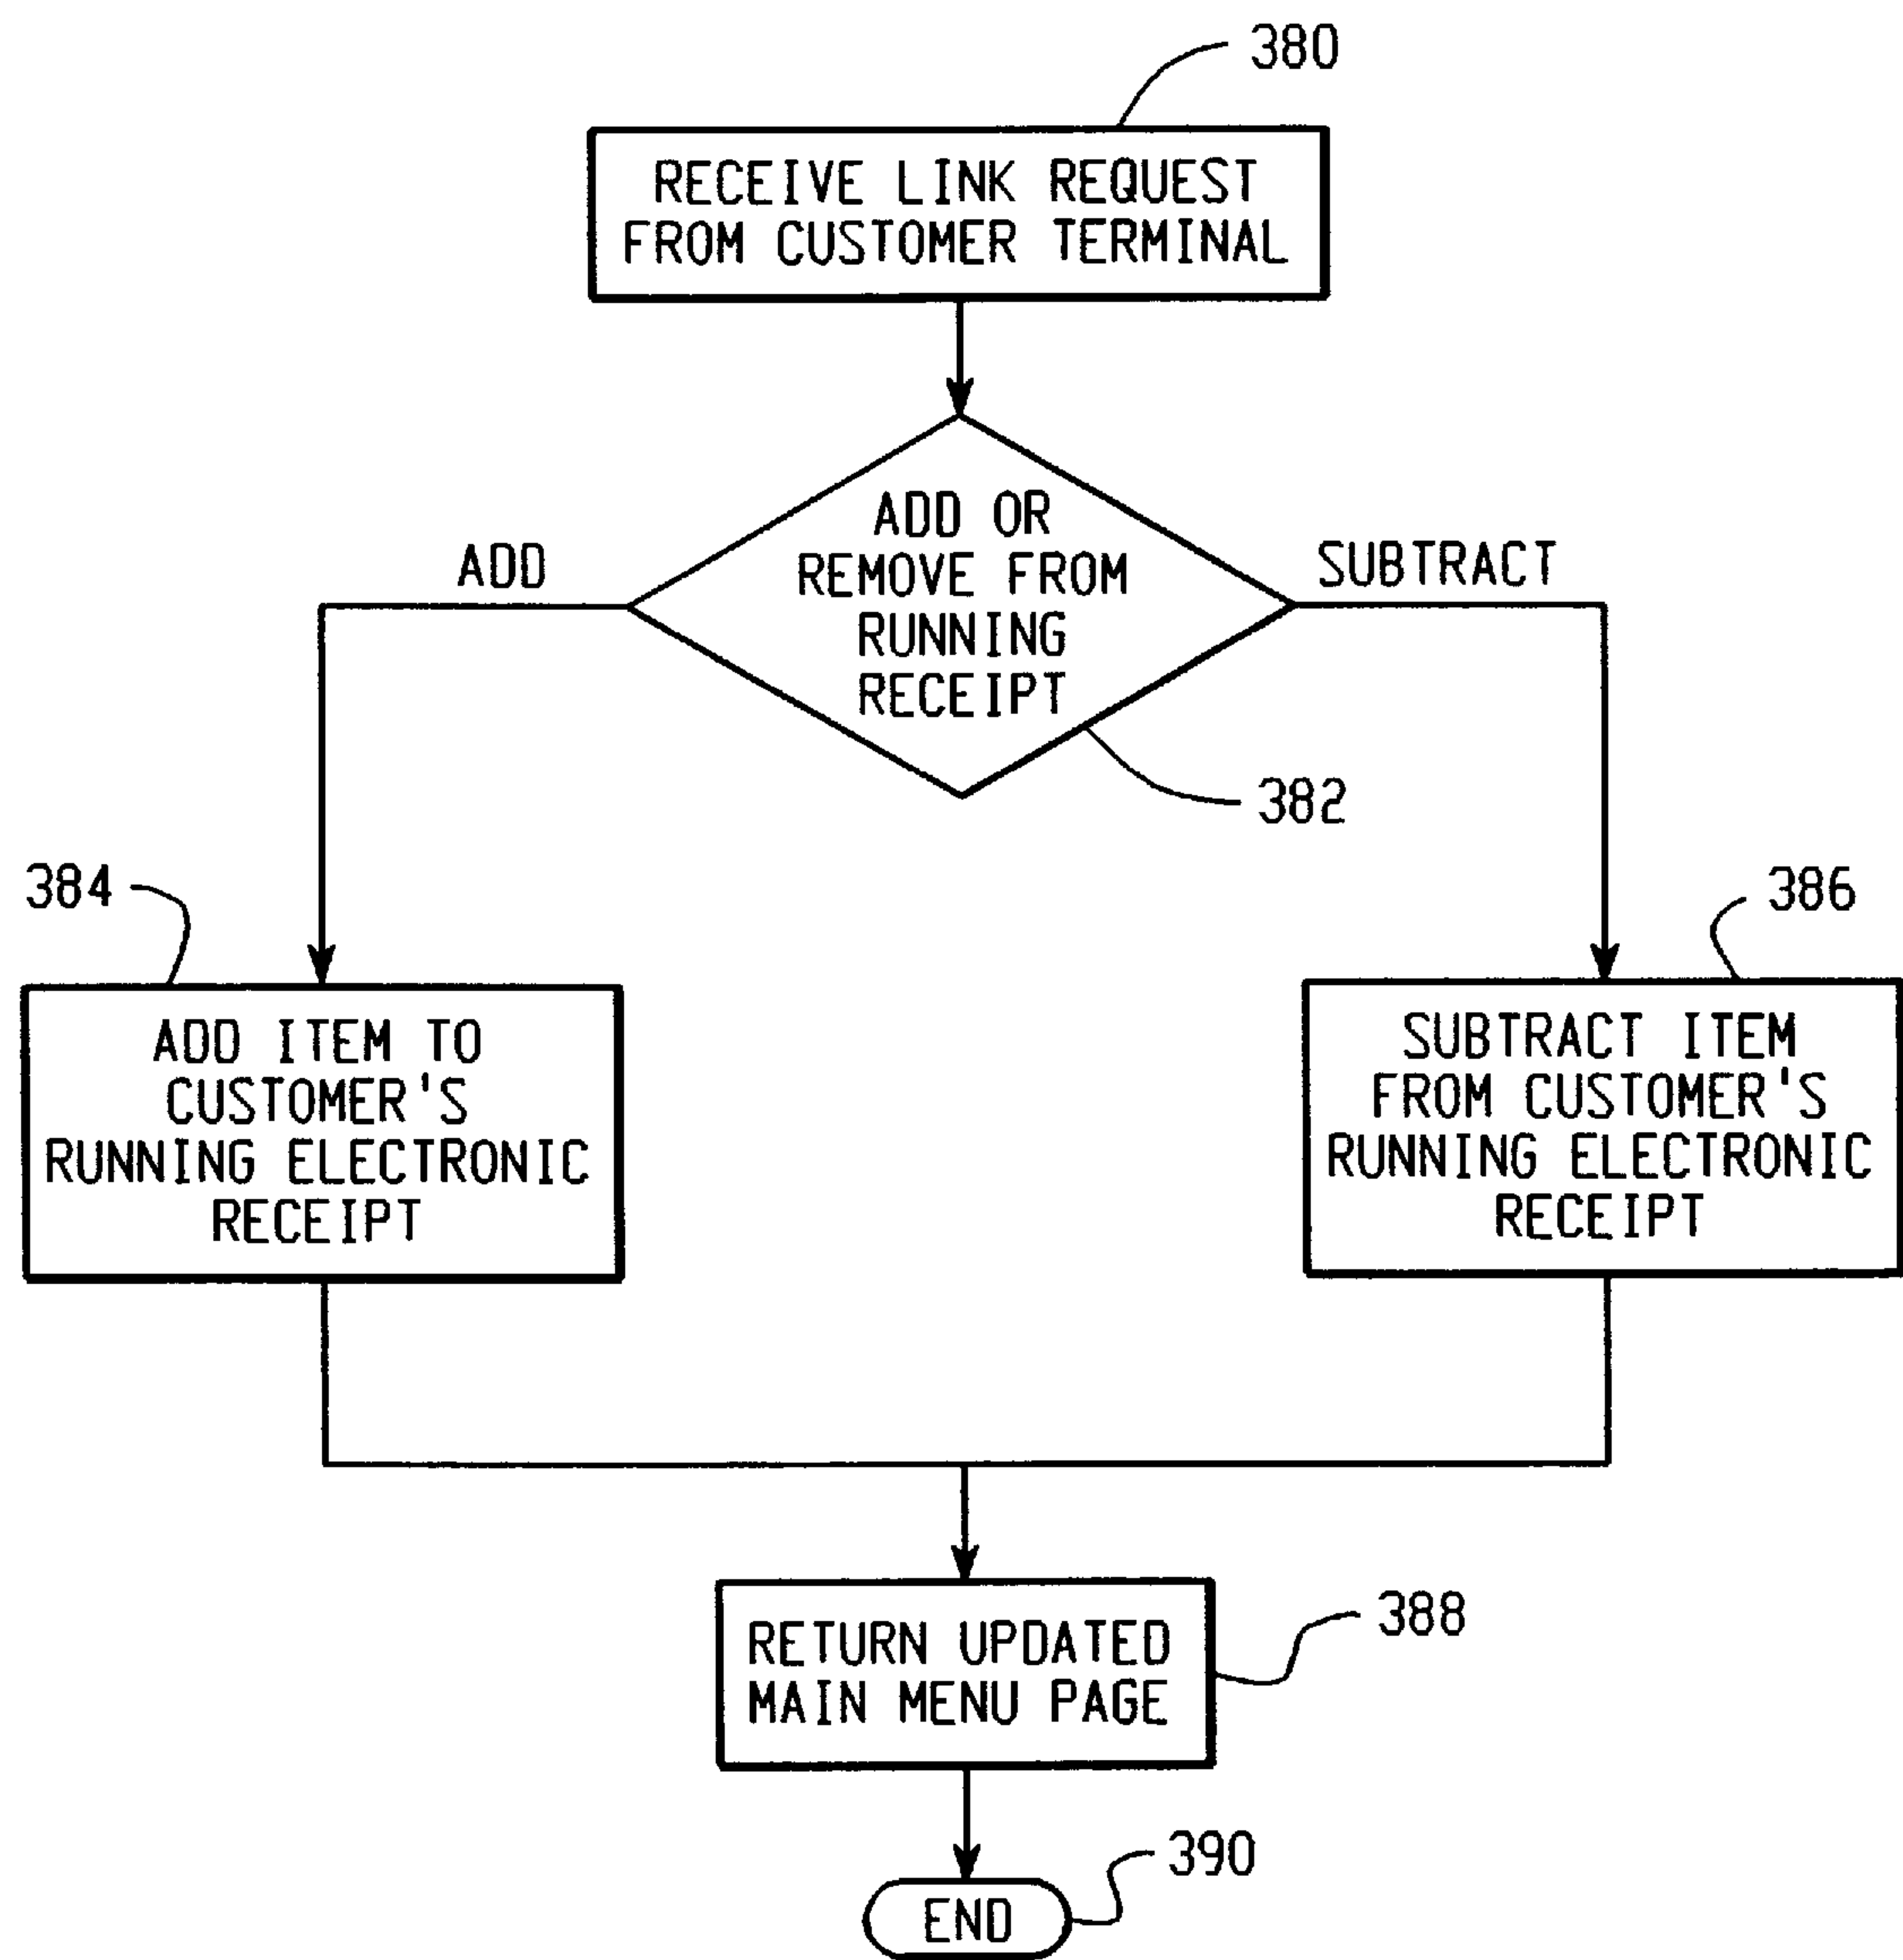 380
RECEIVE LINK REQUEST
FROM CUSTOMER TERMINAL
ADD OR
REMOVE FROM
RUNNING
RECEIPT
ADD
SUBTRACT
382
384
386
ADD ITEM TO
CUSTOMER'S
RUNNING ELECTRONIC
RECEIPT
SUBTRACT ITEM
FROM CUSTOMER'S
RUNNING ELECTRONIC
RECEIPT
388
RETURN UPDATED
MAIN MENU PAGE
390
END